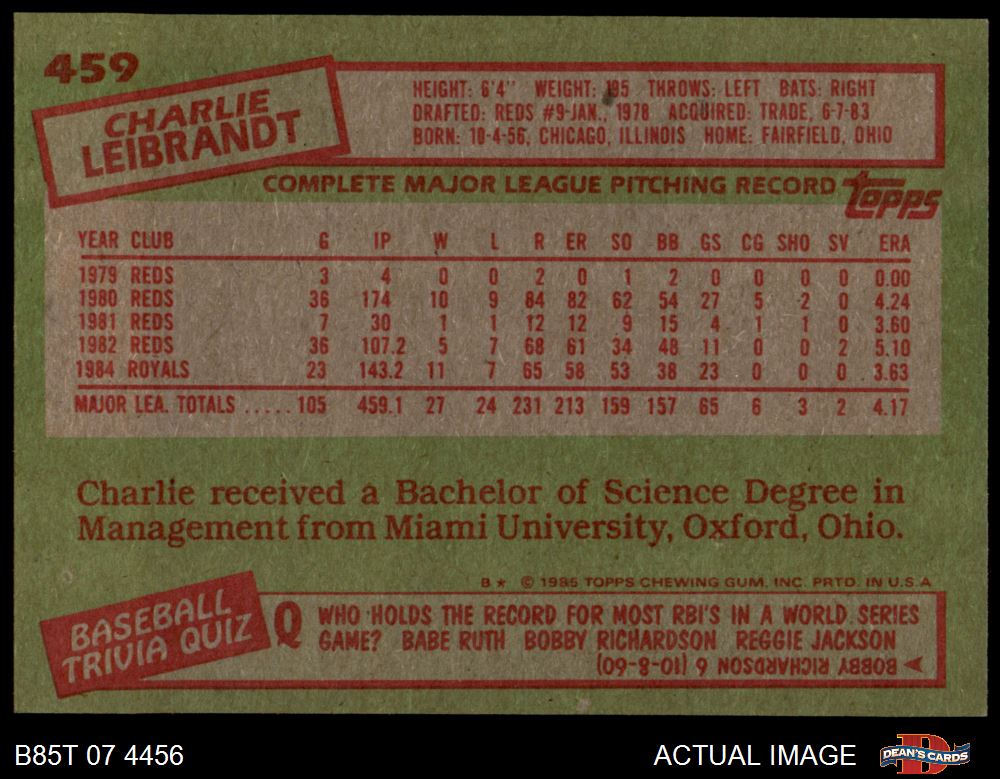 459
CHARLIE
LEIBRANDT
HEIGHT: 6'4" WEIGHT: 195 THROWS: LEFT BATS: RIGHT
DRAFTED: REDS #9-JAN., 1978 ACQUIRED: TRADE, 6-7-83
BORN: 10-4-56, CHICAGO, ILLINOIS HOME: FAIRFIELD, OHIO
COMPLETE MAJOR LEAGUE PITCHING RECORD topps
YEAR CLUB G IP W L R ER SO BB GS CG SHO SV ERA
1979 REDS 3 4 0 0 2 0 1 2 0 0 0 0 0.00
1980 REDS 36 174 10 9 84 82 62 54 27 5 2 0 4.24
1981 REDS 7 30 1 1 12 12 9 15 4 1 1 0 3.60
1982 REDS 36 107.2 5 7 68 61 34 48 11 0 0 2 5.10
1984 ROYALS 23 143.2 11 7 65 58 53 38 23 0 0 0 3.63
MAJOR LEA. TOTALS ..... 105 459.1 27 24 231 213 159 157 65 6 3 2 4.17
Charlie received a Bachelor of Science Degree in
Management from Miami University, Oxford, Ohio.
B★ © 1985 TOPPS CHEWING GUM, INC. PRTD. IN U.S.A
BASEBALL
TRIVIA QUIZ
Q WHO HOLDS THE RECORD FOR MOST RBI'S IN A WORLD SERIES
GAME? BABE RUTH BOBBY RICHARDSON REGGIE JACKSON
BOBBY RICHARDSON 6 (10-8-60)
B85T 07 4456 ACTUAL IMAGE DEAN'S CARDS